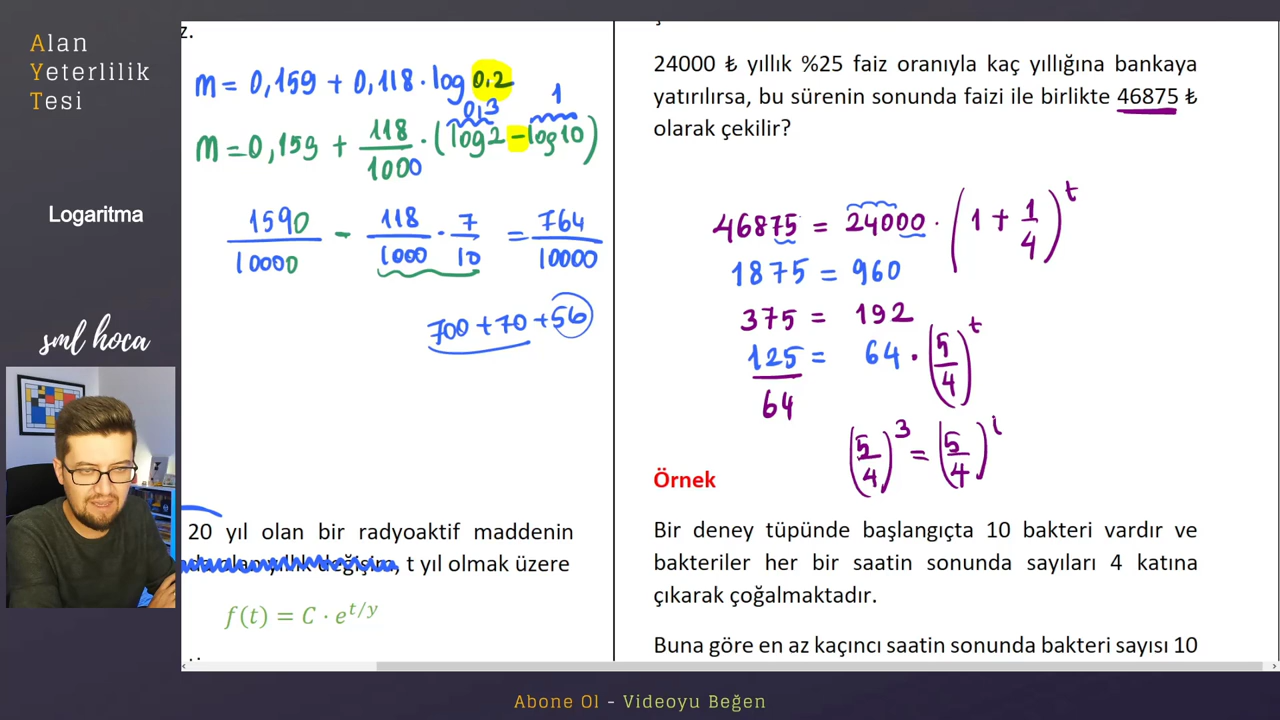 Alan
Yeterlilik
Tesi
Logaritma
sml hoca
z.
m = 0,159 + 0,118 · log 0,2
0,3 1
m = 0,159 + 118/1000 · (log2 - log10)
1590/10000 - 118/1000 · 7/10 = 764/10000
700 + 70 + 56
20 yıl olan bir radyoaktif maddenin
, t yıl olmak üzere
f(t) = C · e^{t/y}
24000 ₺ yıllık %25 faiz oranıyla kaç yıllığına bankaya
yatırılırsa, bu sürenin sonunda faizi ile birlikte 46875 ₺
olarak çekilir?
46875 = 24000 · (1 + 1/4)^t
1875 = 960
375 = 192
125 = 64 · (5/4)^t
64
(5/4)^3 = (5/4)
Örnek
Bir deney tüpünde başlangıçta 10 bakteri vardır ve
bakteriler her bir saatin sonunda sayıları 4 katına
çıkarak çoğalmaktadır.
Buna göre en az kaçıncı saatin sonunda bakteri sayısı 10
Abone Ol - Videoyu Beğen